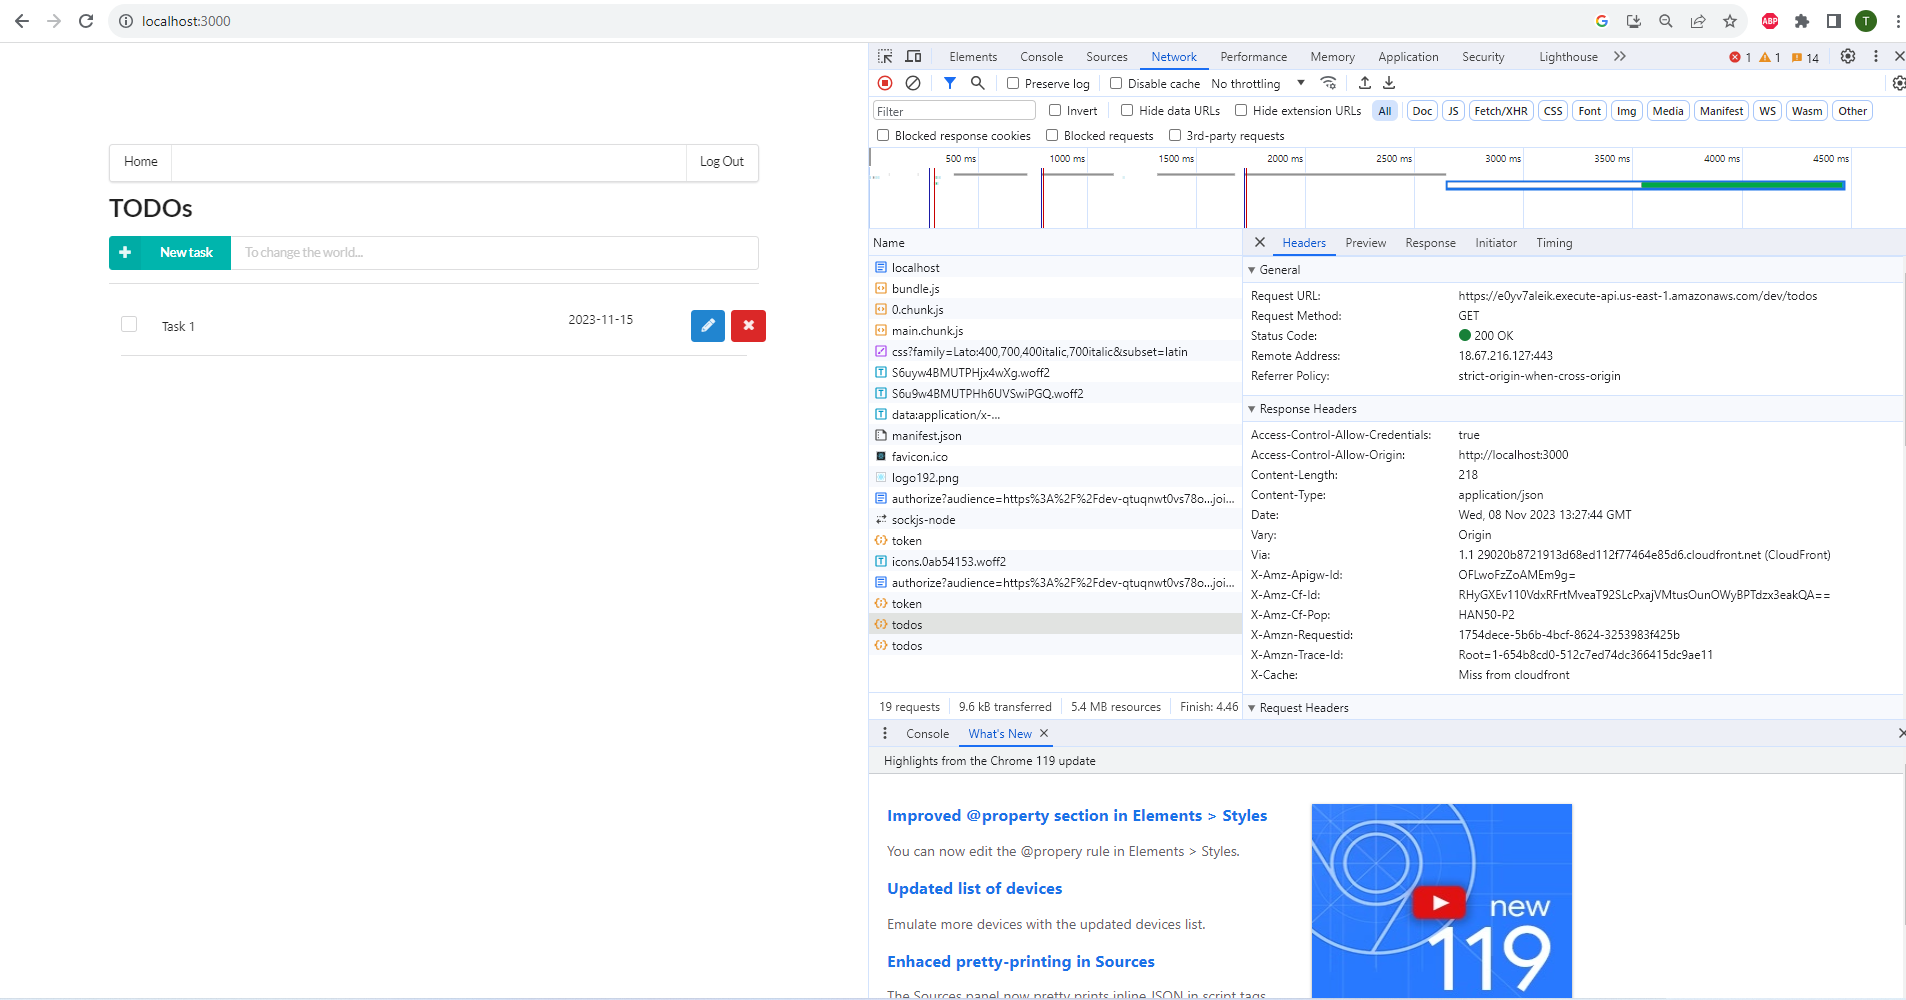 localhost:3000
ABP
T
Elements Console Sources Network Performance Memory Application Security Lighthouse 1 1 14
Preserve log Disable cache No throttling
Filter Invert Hide data URLs Hide extension URLs All Doc JS Fetch/XHR CSS Font Img Media Manifest WS Wasm Other
Blocked response cookies Blocked requests 3rd-party requests
500 ms 1000 ms 1500 ms 2000 ms 2500 ms 3000 ms 3500 ms 4000 ms 4500 ms
Home Log Out
TODOs
New task To change the world...
Task 1 2023-11-15
Name
localhost
bundle.js
0.chunk.js
main.chunk.js
css?family=Lato:400,700,400italic,700italic&subset=latin
S6uyw4BMUTPHjx4wXg.woff2
S6u9w4BMUTPHh6UVSwiPGQ.woff2
data:application/x-...
manifest.json
favicon.ico
logo192.png
authorize?audience=https%3A%2F%2Fdev-qtuqnwt0vs78o...joi...
sockjs-node
token
icons.0ab54153.woff2
authorize?audience=https%3A%2F%2Fdev-qtuqnwt0vs78o...joi...
token
todos
todos
19 requests 9.6 kB transferred 5.4 MB resources Finish: 4.46
Headers Preview Response Initiator Timing
General
Request URL: https://e0yv7aleik.execute-api.us-east-1.amazonaws.com/dev/todos
Request Method: GET
Status Code: 200 OK
Remote Address: 18.67.216.127:443
Referrer Policy: strict-origin-when-cross-origin
Response Headers
Access-Control-Allow-Credentials: true
Access-Control-Allow-Origin: http://localhost:3000
Content-Length: 218
Content-Type: application/json
Date: Wed, 08 Nov 2023 13:27:44 GMT
Vary: Origin
Via: 1.1 29020b8721913d68ed112f77464e85d6.cloudfront.net (CloudFront)
X-Amz-Apigw-Id: OFLwoFzZoAMEm9g=
X-Amz-Cf-Id: RHyGXEv110VdxRFrtMveaT92SLcPxajVMtusOunOWyBPTdzx3eakQA==
X-Amz-Cf-Pop: HAN50-P2
X-Amzn-Requestid: 1754dece-5b6b-4bcf-8624-3253983f425b
X-Amzn-Trace-Id: Root=1-654b8cd0-512c7ed74dc366415dc9ae11
X-Cache: Miss from cloudfront
Request Headers
Console What's New
Highlights from the Chrome 119 update
Improved @property section in Elements > Styles
You can now edit the @propery rule in Elements > Styles.
Updated list of devices
Emulate more devices with the updated devices list.
Enhaced pretty-printing in Sources
The Sources panel now pretty prints inline JSON in script tags
new
119